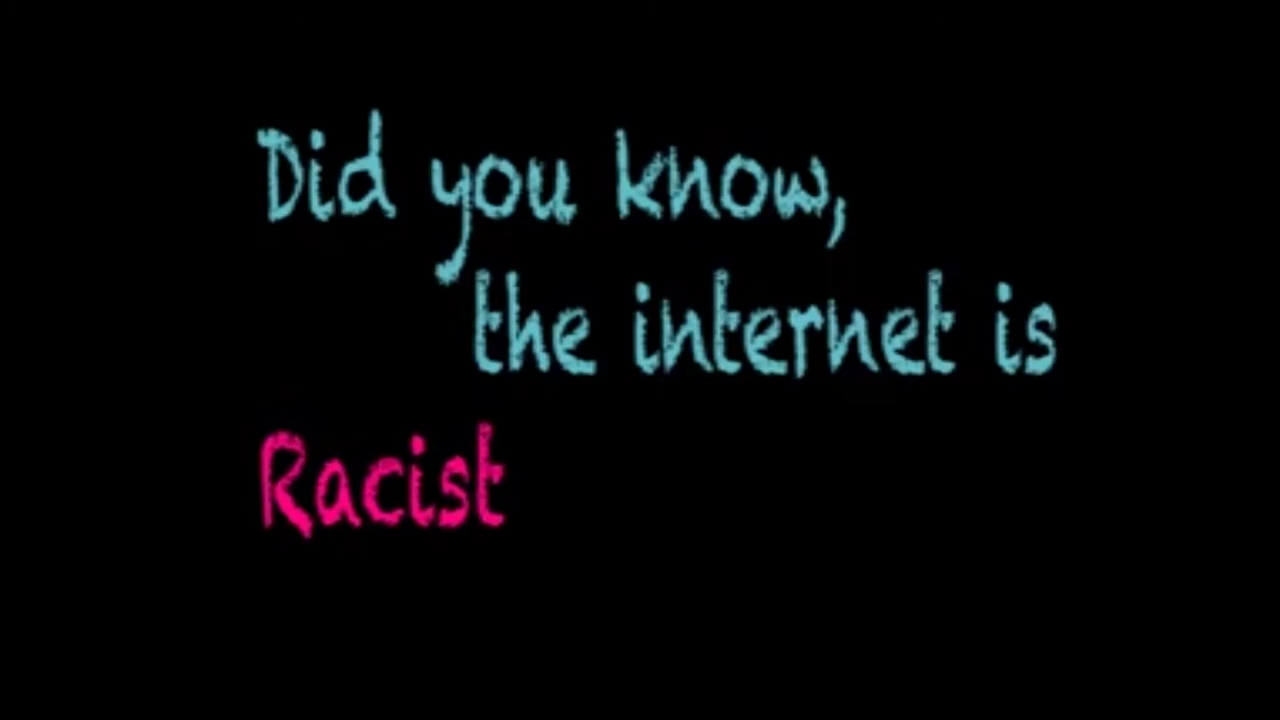 Did you know,
the internet is
Racist